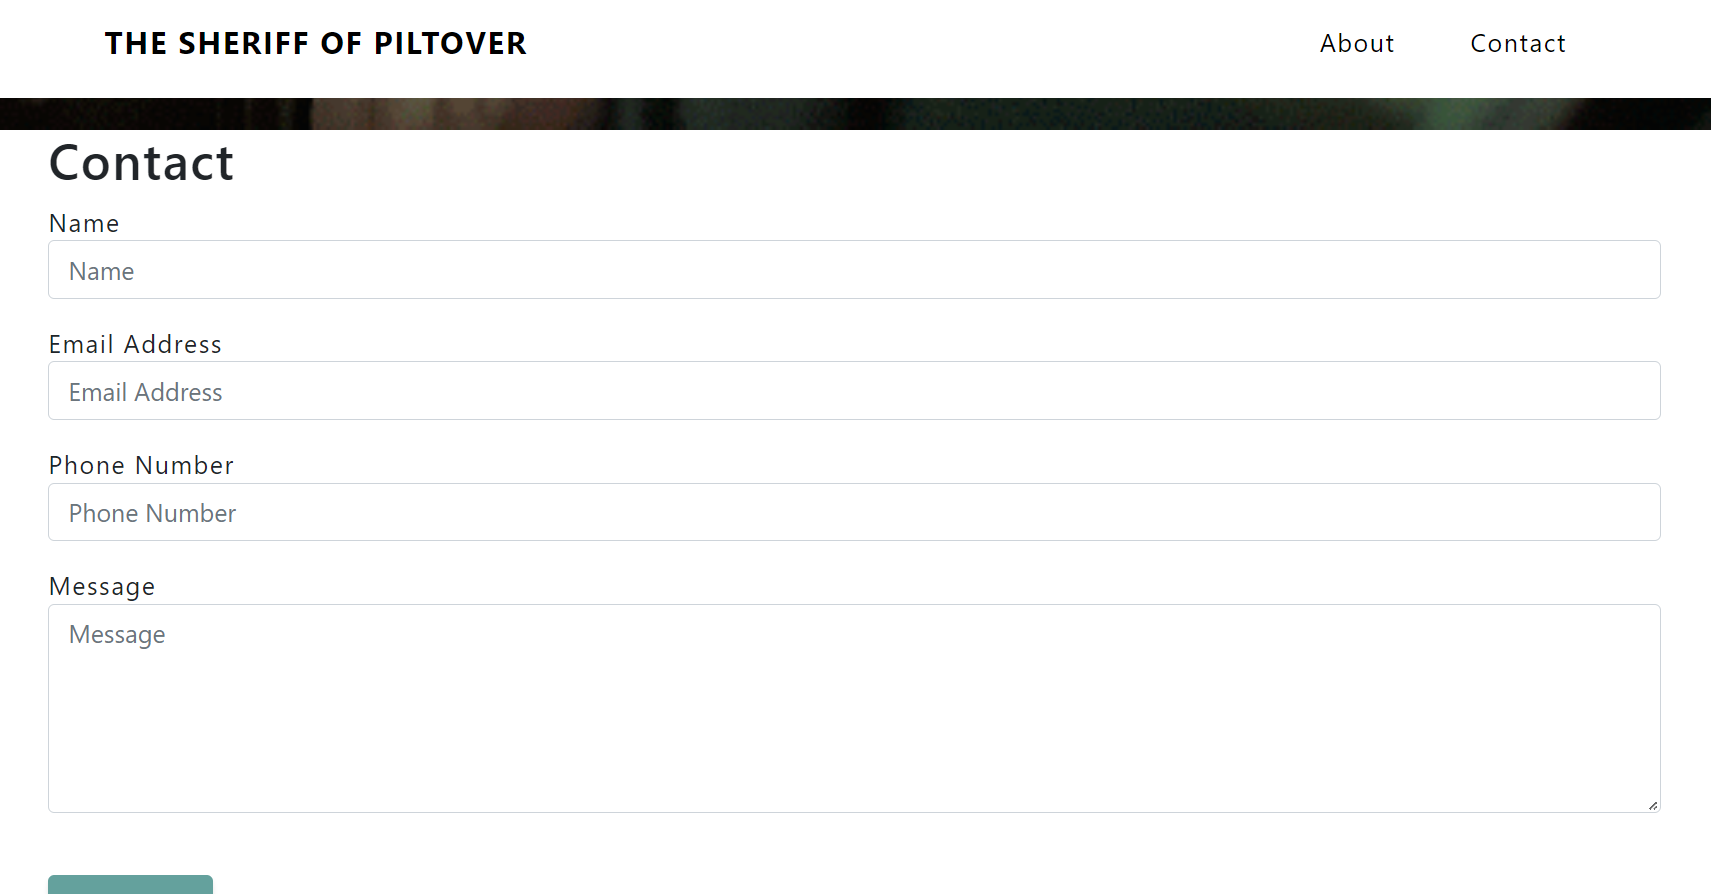 THE SHERIFF OF PILTOVER
About Contact
Contact
Name
Name
Email Address
Email Address
Phone Number
Phone Number
Message
Message